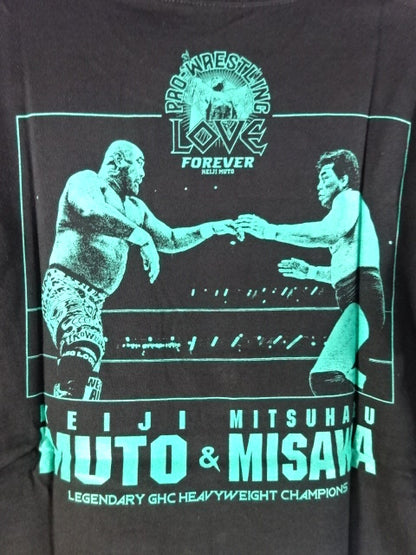 PRO-WRESTLING
LOVE
FOREVER
KEIJI MUTO
KEIJI MITSUHARU
MUTO & MISAWA
LEGENDARY GHC HEAVYWEIGHT CHAMPIONS